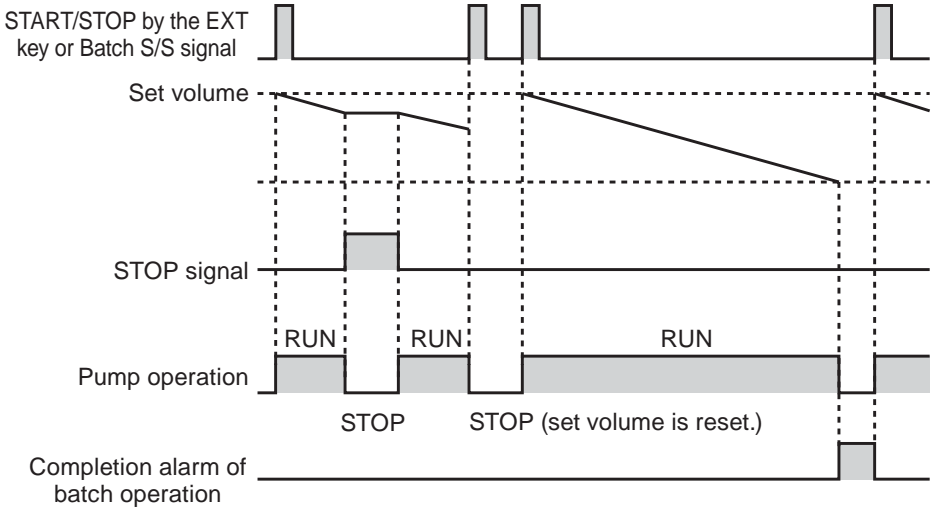 START/STOP by the EXT
key or Batch S/S signal
Set volume
STOP signal
RUN RUN RUN
Pump operation
STOP STOP (set volume is reset.)
Completion alarm of
batch operation